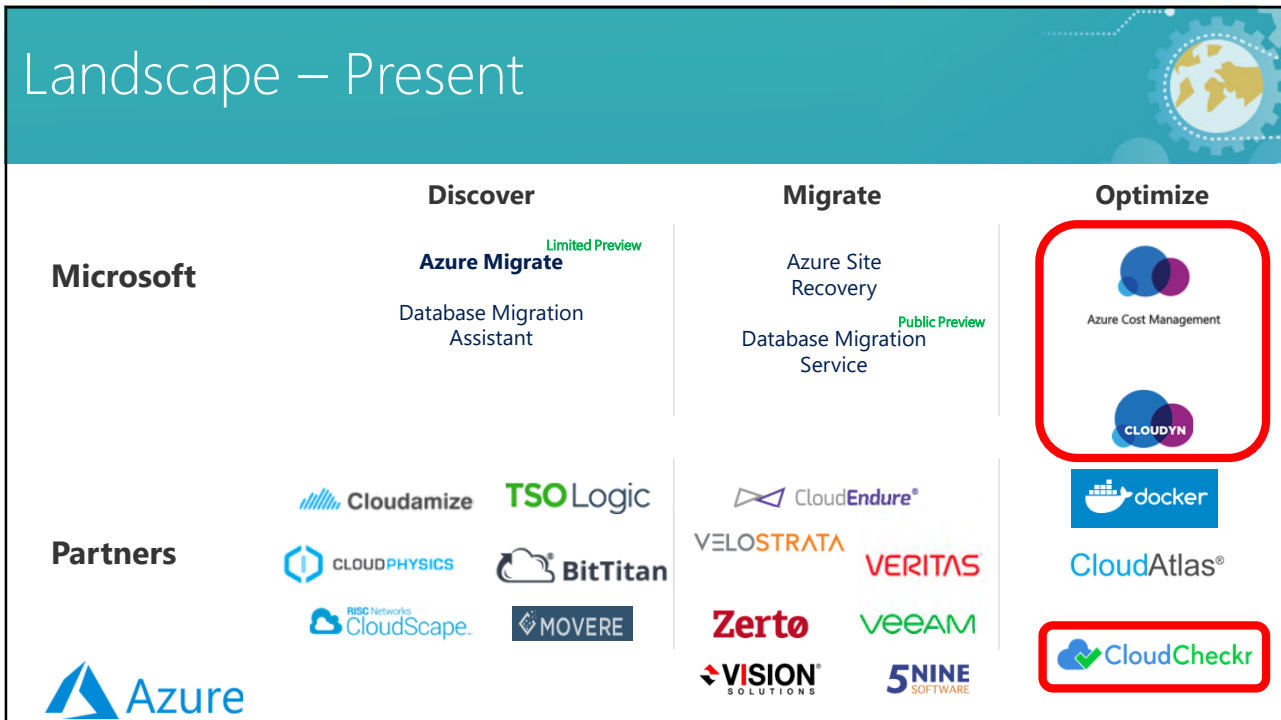 Landscape – Present
Discover
Migrate
Optimize
Microsoft
Limited Preview
Azure Migrate
Database Migration
Assistant
Azure Site
Recovery
Public Preview
Database Migration
Service
Azure Cost Management
CLOUDYN
Partners
Cloudamize
TSO Logic
CLOUDPHYSICS
BitTitan
RISC Networks
CloudScape
MOVERE
CloudEndure®
VELOSTRATA
VERITAS
Zerto
veeAM
VISION®
SOLUTIONS
5NINE
SOFTWARE
docker
CloudAtlas®
CloudCheckr
Azure